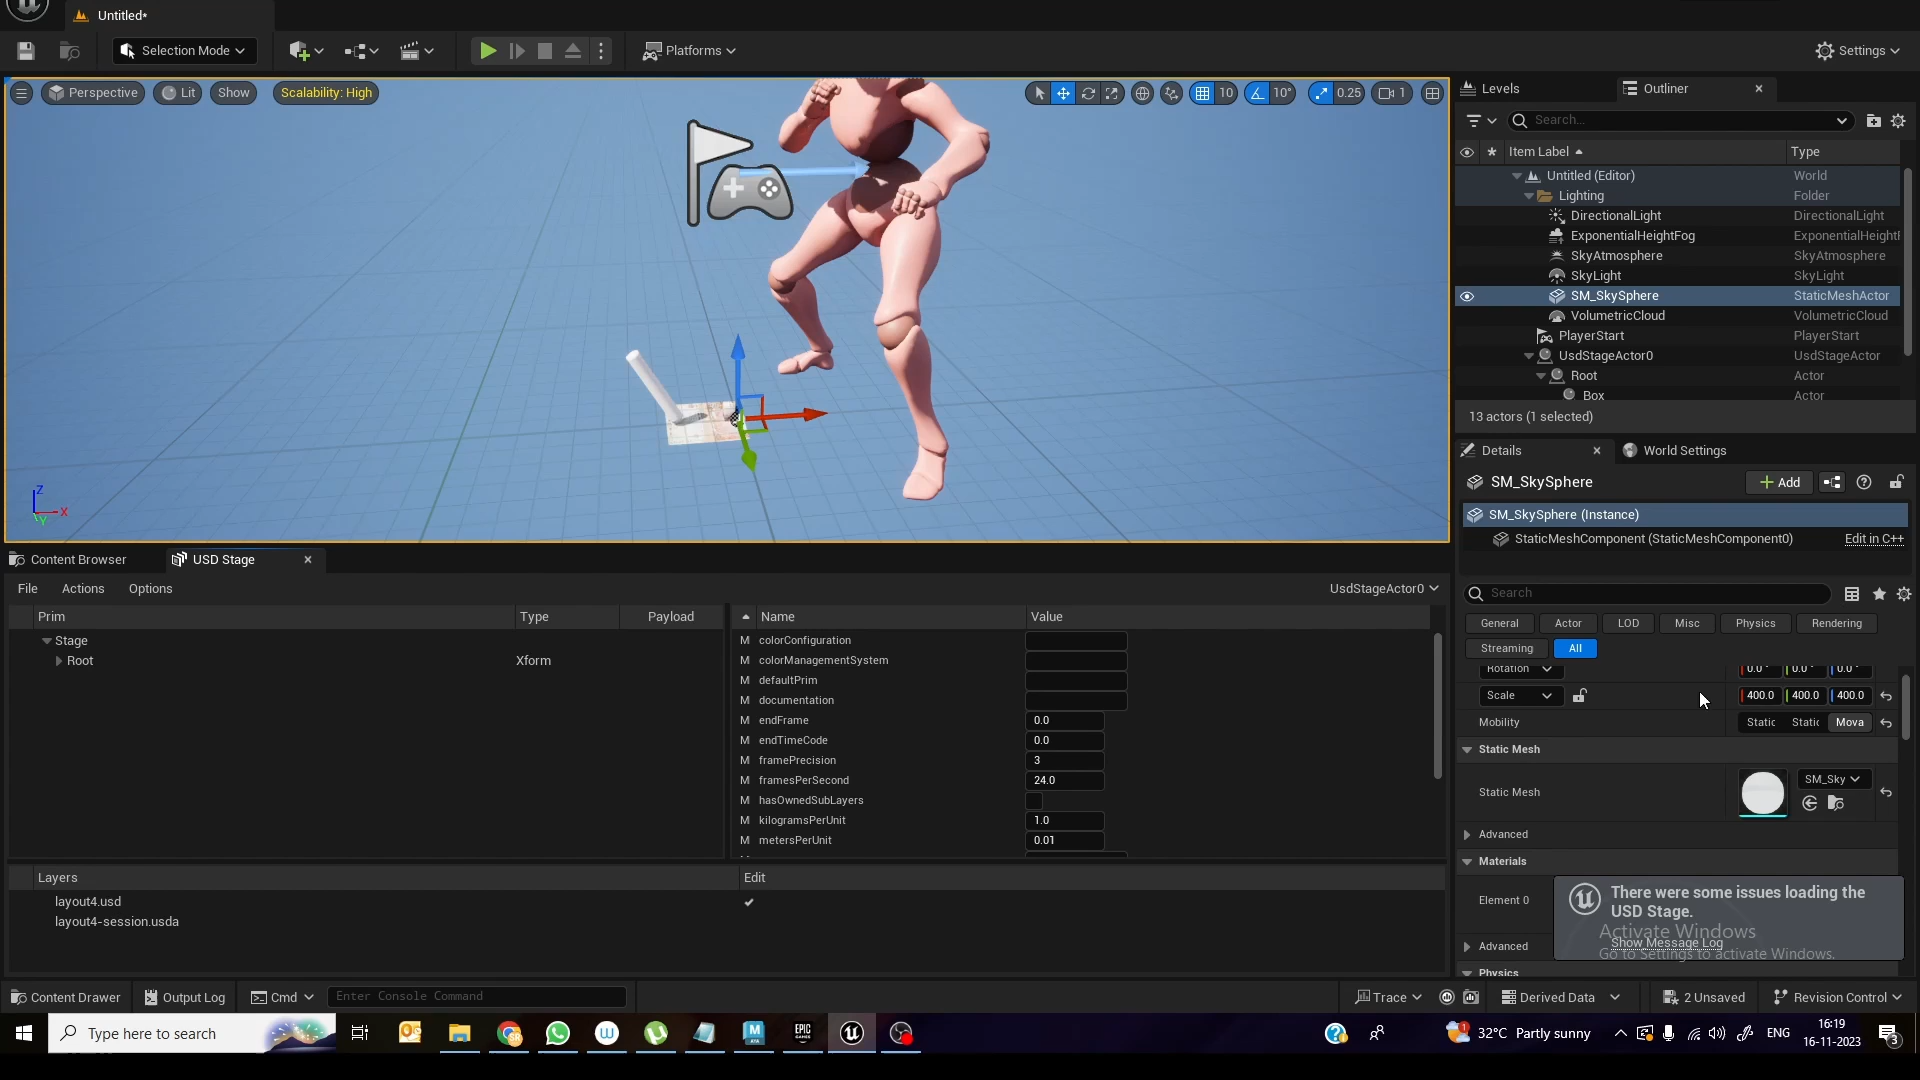 Untitled*
Selection Mode
Platforms
Settings
Perspective
Lit
Show
Scalability: High
10
10°
0.25
1
Z
X
Y
Levels
Outliner
Search...
Item Label
Type
Untitled (Editor)
World
Lighting
Folder
DirectionalLight
DirectionalLight
ExponentialHeightFog
ExponentialHeightF
SkyAtmosphere
SkyAtmosphere
SkyLight
SkyLight
SM_SkySphere
StaticMeshActor
VolumetricCloud
VolumetricCloud
PlayerStart
PlayerStart
UsdStageActor0
UsdStageActor
Root
Actor
Box
Actor
13 actors (1 selected)
Details
World Settings
SM_SkySphere
Add
SM_SkySphere (Instance)
StaticMeshComponent (StaticMeshComponent0)
Edit in C++
Search
General
Actor
LOD
Misc
Physics
Rendering
Streaming
All
Rotation
0.0°
0.0°
0.0°
Scale
400.0
400.0
400.0
Mobility
Static
Static
Mova
Static Mesh
Static Mesh
SM_Sky
Advanced
Materials
Element 0
There were some issues loading the
USD Stage.
Show Message Log
Activate Windows
Go to Settings to activate Windows.
Advanced
Physics
Content Browser
USD Stage
File
Actions
Options
UsdStageActor0
Prim
Type
Payload
Stage
Root
Xform
Name
Value
M colorConfiguration
M colorManagementSystem
M defaultPrim
M documentation
M endFrame
0.0
M endTimeCode
0.0
M framePrecision
3
M framesPerSecond
24.0
M hasOwnedSubLayers
M kilogramsPerUnit
1.0
M metersPerUnit
0.01
Layers
Edit
layout4.usd
layout4-session.usda
Content Drawer
Output Log
Cmd
Enter Console Command
Trace
Derived Data
2 Unsaved
Revision Control
Type here to search
32°C Partly sunny
ENG
16:19
16-11-2023
3